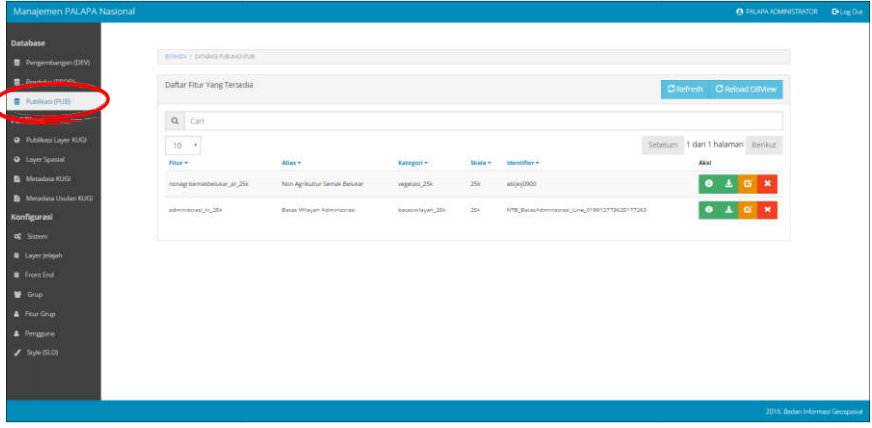 Manajemen PALAPA Nasional
PALAPA ADMINISTRATOR Log Out
Database
Pengembangan (DEV)
Publikasi (PUB)
Publikasi Layer KUGI
Layer Spasial
Metadata KUGI
Metadata Usulan KUGI
Konfigurasi
Sistem
Layer Jelajah
Front End
Grup
Fitur Grup
Pengguna
Style (SLD)
BERANDA / DATABASE PUBLIKASI (PUB)
Daftar Fitur Yang Tersedia
Refresh Reload DBView
Cari
10
Sebelum 1 dari 1 halaman Berikut
Fitur Alias Kategori Skala Identifier Aksi
nonagrisemakbelukar_ar_25k Non Agrikultur Semak Belukar vegetasi_25k 25k
administrasi_ln_25k Batas Wilayah Administrasi bataswilayah_25k 25k
2016. Badan Informasi Geospasial